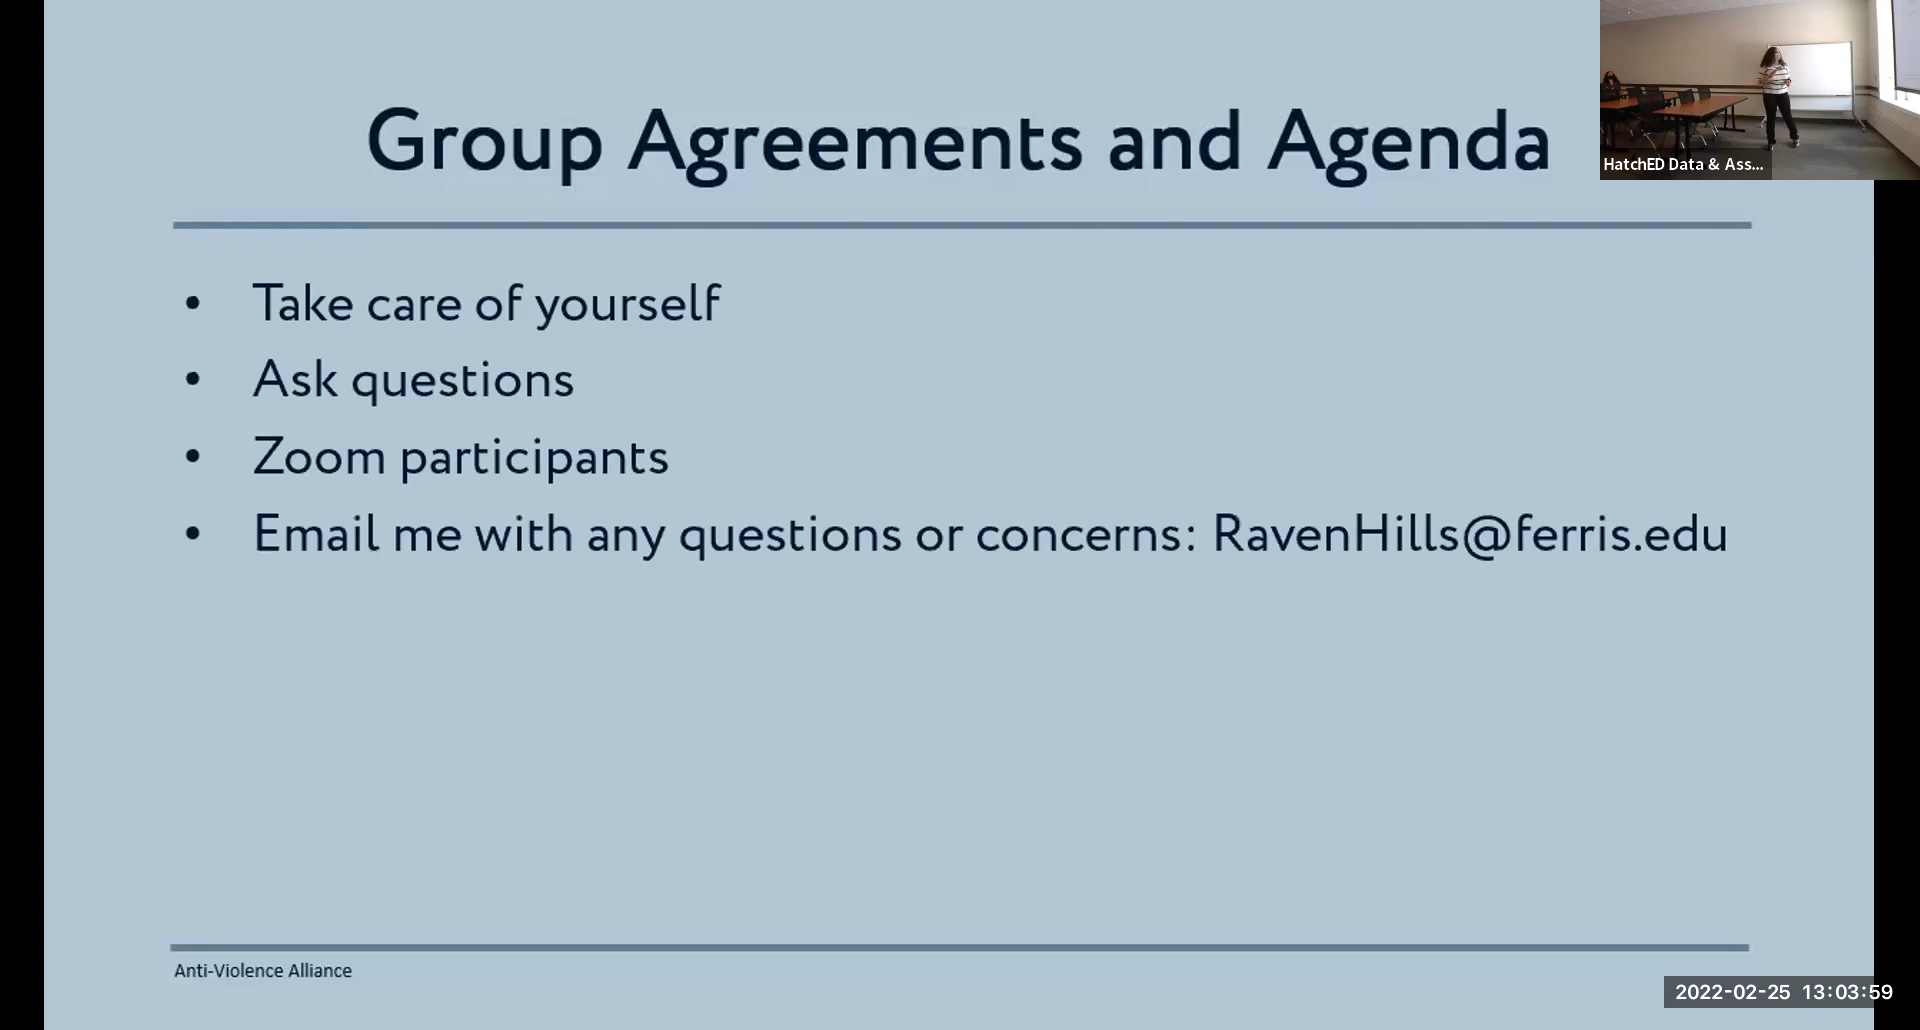 Group Agreements and Agenda
HatchED Data & Ass...
• Take care of yourself
• Ask questions
• Zoom participants
• Email me with any questions or concerns: RavenHills@ferris.edu
Anti-Violence Alliance
2022-02-25 13:03:59